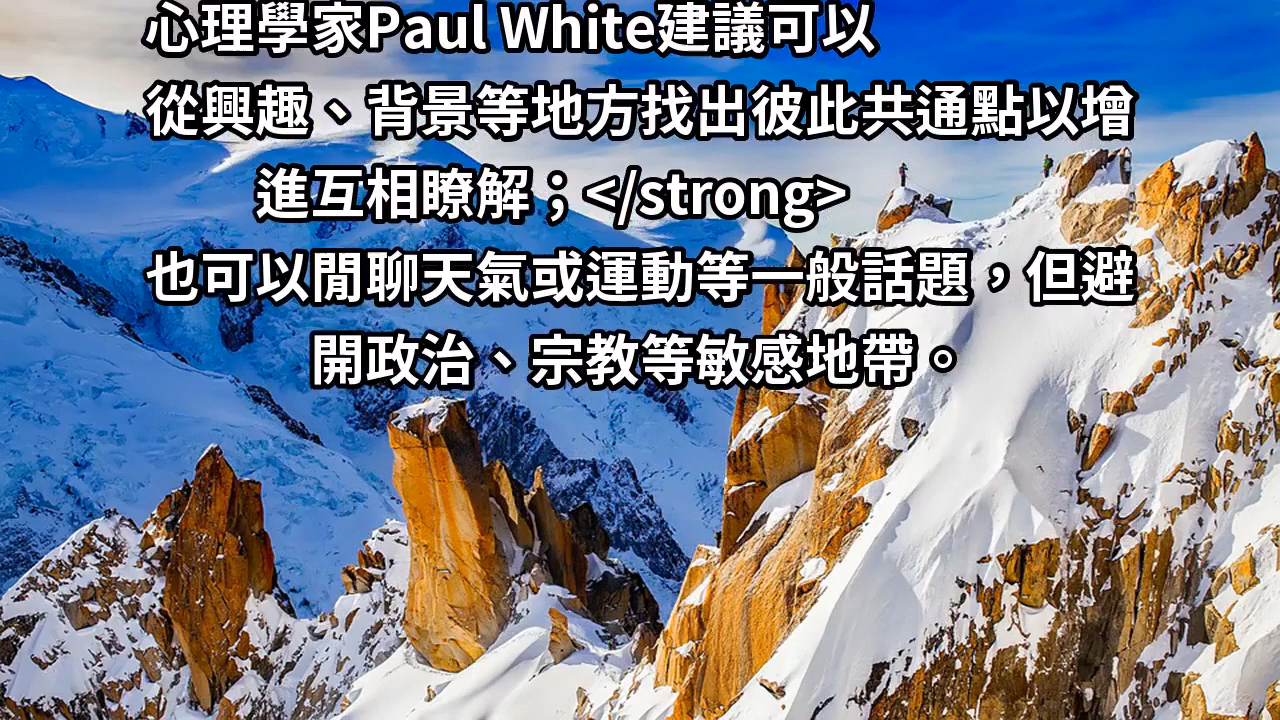 心理學家Paul White建議可以
從興趣、背景等地方找出彼此共通點以增
進互相瞭解；</strong>
也可以閒聊天氣或運動等一般話題，但避
開政治、宗教等敏感地帶。